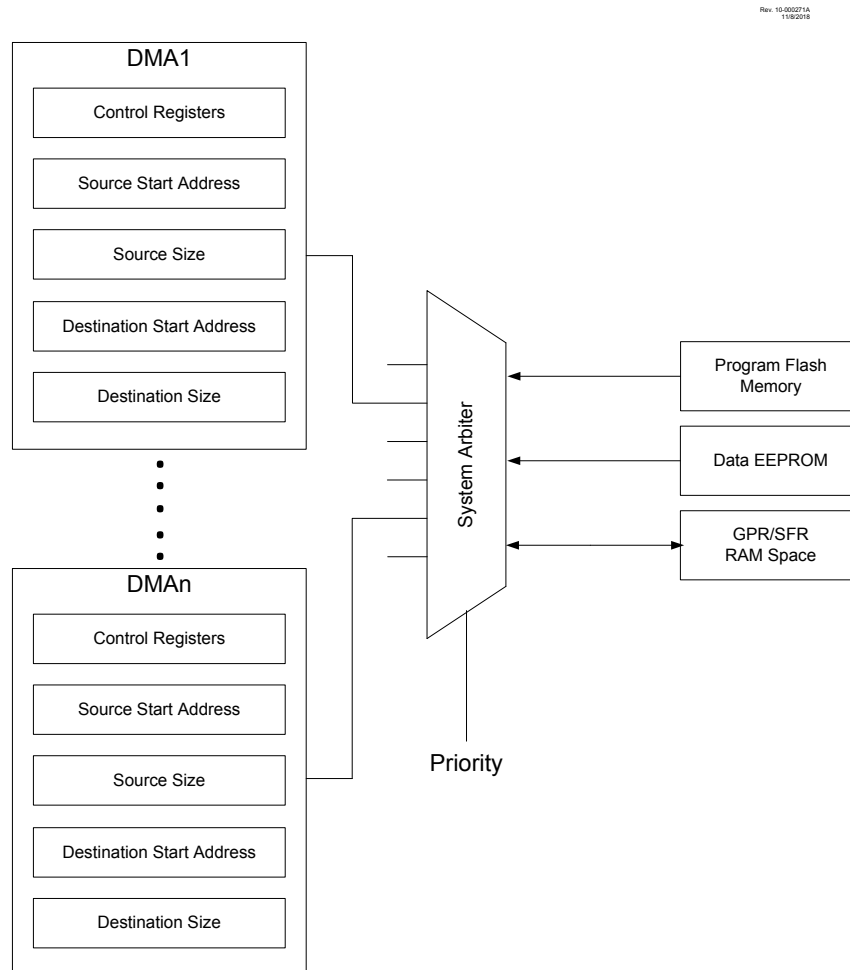 Rev. 10-000271A
11/8/2018
DMA1
Control Registers
Source Start Address
Source Size
Destination Start Address
Destination Size
DMAn
Control Registers
Source Start Address
Source Size
Destination Start Address
Destination Size
System Arbiter
Priority
Program Flash
Memory
Data EEPROM
GPR/SFR
RAM Space